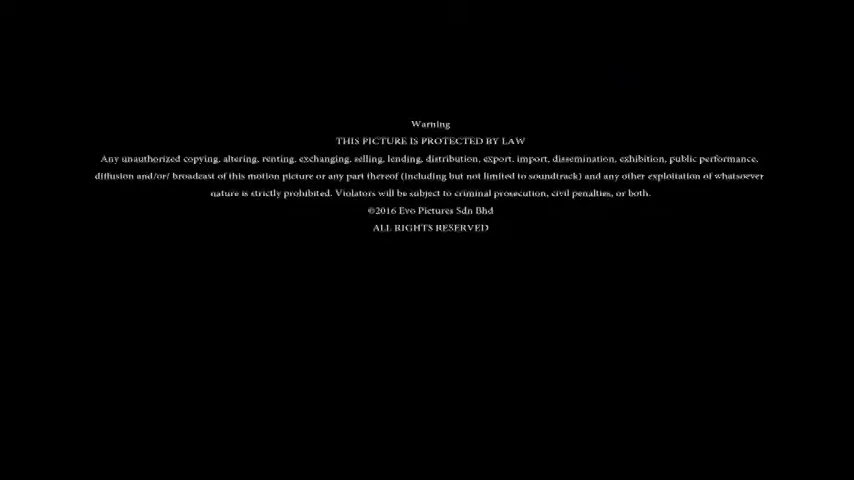 Warning
THIS PICTURE IS PROTECTED BY LAW
Any unauthorized copying, altering, renting, exchanging, selling, lending, distribution, export, import, dissemination, exhibition, public performance,
diffusion and/or/ broadcast of this motion picture or any part thereof (including but not limited to soundtrack) and any other exploitation of whatsoever
nature is strictly prohibited. Violators will be subject to criminal prosecution, civil penalties, or both.
©2016 Evo Pictures Sdn Bhd
ALL RIGHTS RESERVED